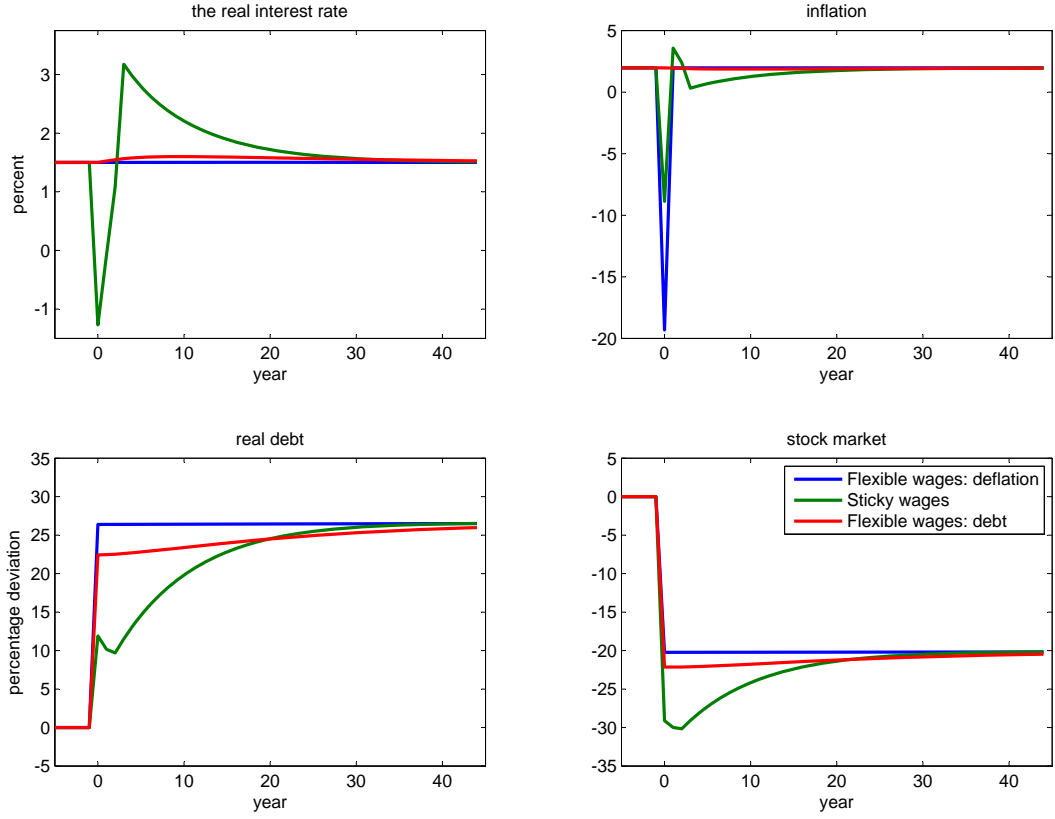 the real interest rate
3
2
1
0
-1
percent
0 10 20 30 40
year
inflation
5
0
-5
-10
-15
-20
0 10 20 30 40
year
real debt
35
30
25
20
15
10
5
0
-5
percentage deviation
0 10 20 30 40
year
stock market
5
0
-5
-10
-15
-20
-25
-30
-35
Flexible wages: deflation
Sticky wages
Flexible wages: debt
0 10 20 30 40
year